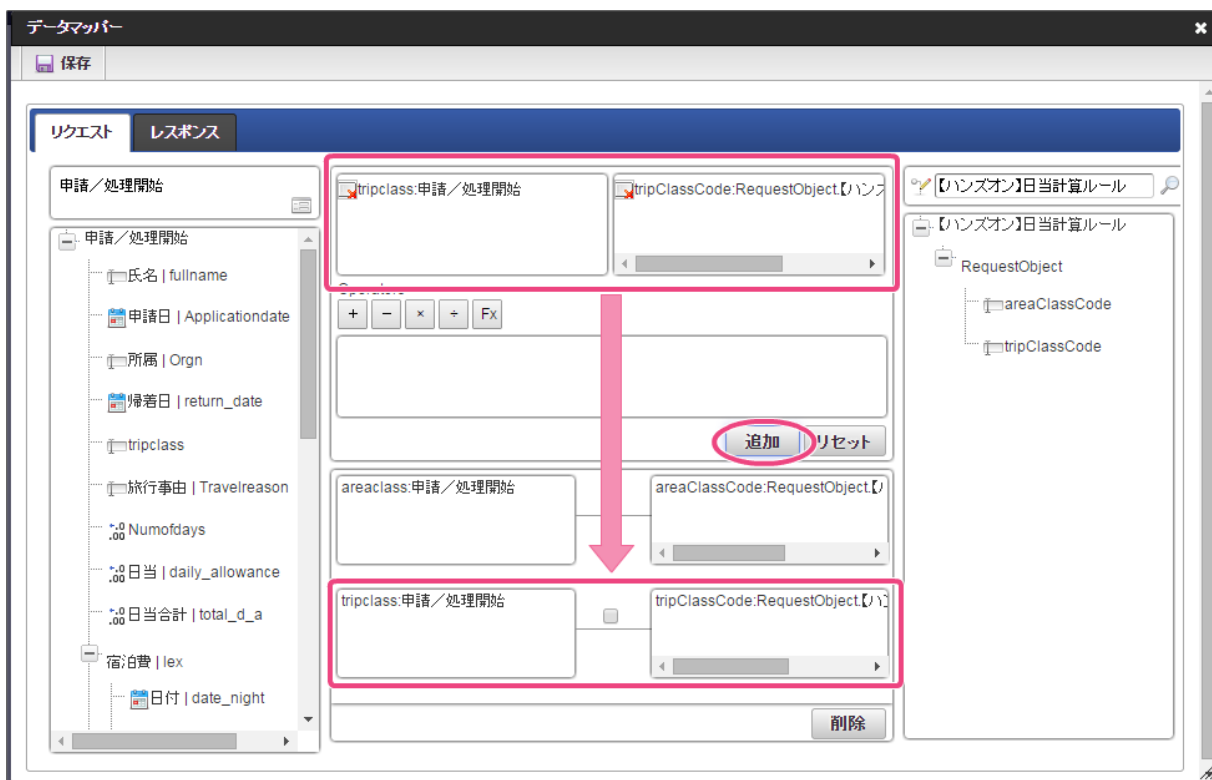 データマッパー
保存
リクエスト
レスポンス
申請／処理開始
申請／処理開始
氏名 | fullname
申請日 | Applicationdate
所属 | Orgn
帰着日 | return_date
tripclass
旅行事由 | Travelreason
Numofdays
日当 | daily_allowance
日当合計 | total_d_a
宿泊費 | lex
日付 | date_night
tripclass:申請／処理開始
tripClassCode:RequestObject.【ハンズ
Operators
+ − × ÷ Fx
追加
リセット
areaclass:申請／処理開始
areaClassCode:RequestObject.【ハ
tripclass:申請／処理開始
tripClassCode:RequestObject.【ハン
削除
【ハンズオン】日当計算ルール
【ハンズオン】日当計算ルール
RequestObject
areaClassCode
tripClassCode